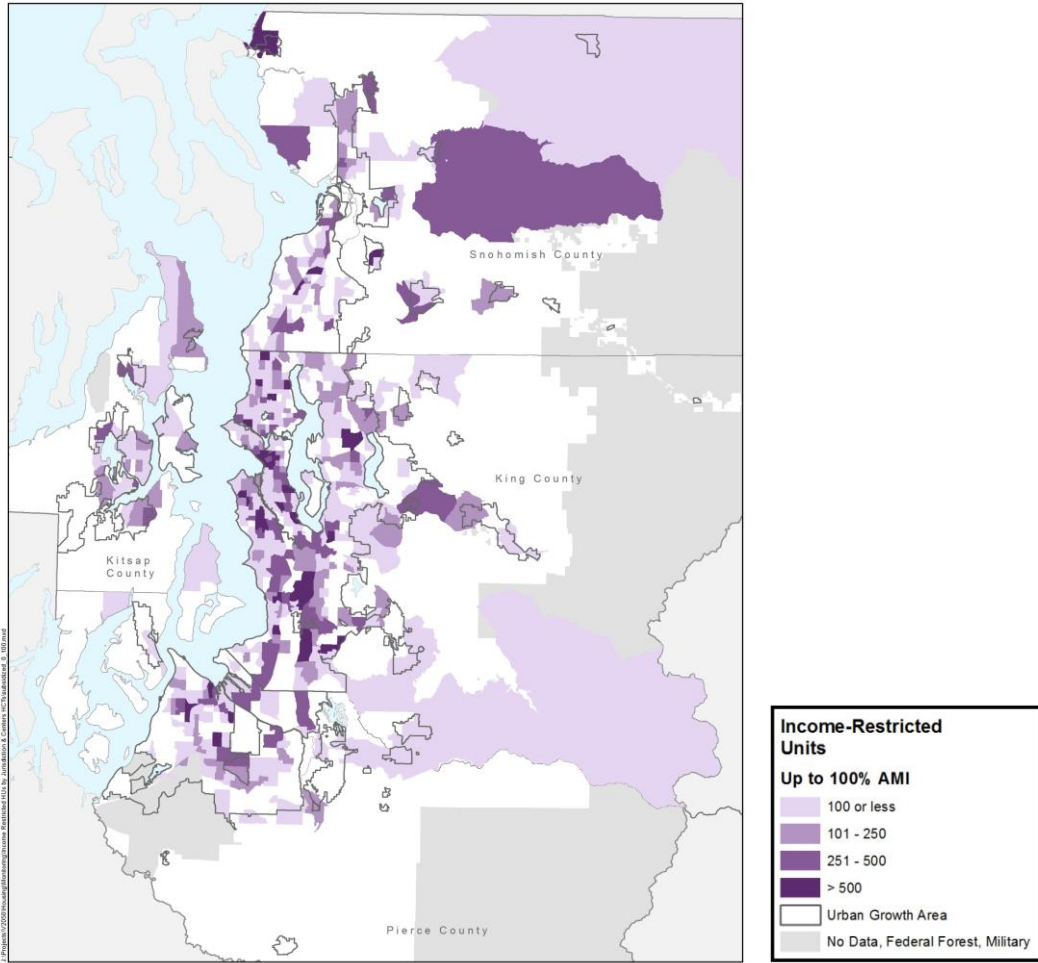 Snohomish County
King County
Kitsap
County
Pierce County
Income-Restricted
Units
Up to 100% AMI
100 or less
101 - 250
251 - 500
> 500
Urban Growth Area
No Data, Federal Forest, Military